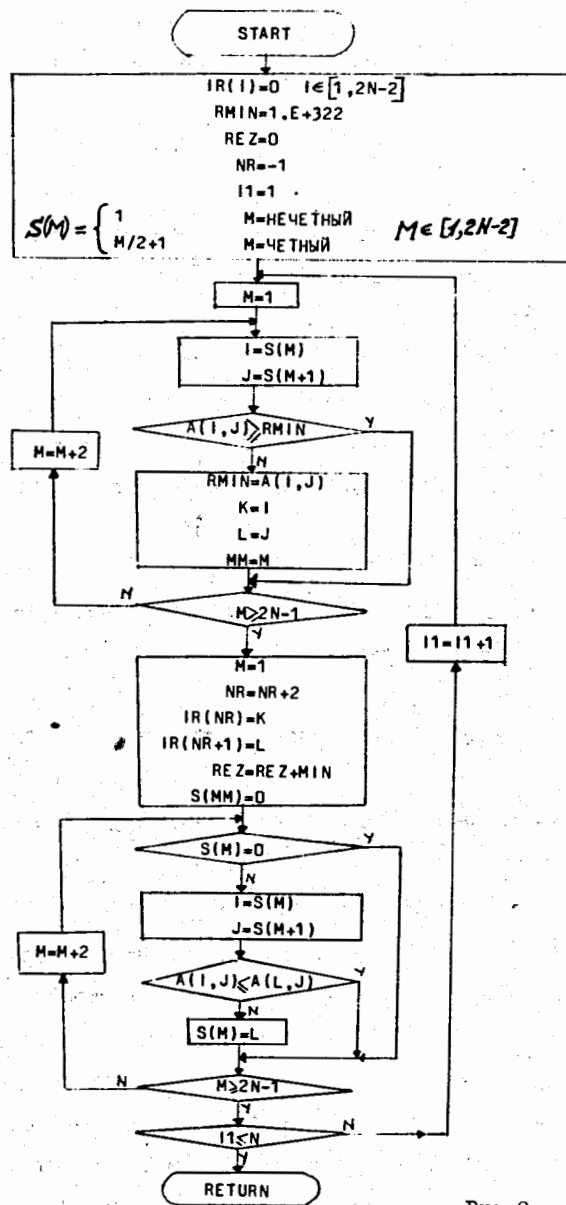 START
IR(I)=0 I∈[1,2N-2]
RMIN=1.E+322
REZ=0
NR=-1
I1=1
S(M)= { 1 M=НЕЧЕТНЫЙ M∈[1,2N-2]
M/2+1 M=ЧЕТНЫЙ
M=1
I=S(M)
J=S(M+1)
A(I,J)⩾RMIN Y
M=M+2
N
RMIN=A(I,J)
K=I
L=J
MM=M
N
M⩾2N-1
Y
I1=I1+1
M=1
NR=NR+2
IR(NR)=K
IR(NR+1)=L
REZ=REZ+MIN
S(MM)=0
S(M)=0 Y
N
I=S(M)
J=S(M+1)
M=M+2
A(I,J)⩽A(L,J) Y
N
S(M)=L
N M⩾2N-1
Y
I1⩽N N
Y
RETURN